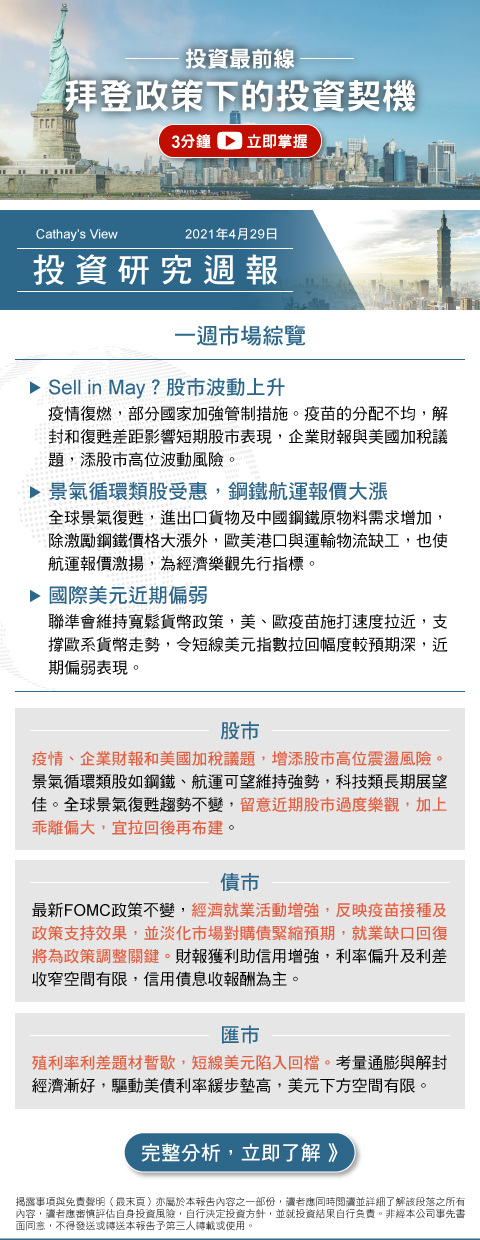 投資最前線
拜登政策下的投資契機
3分鐘 立即掌握
Cathay's View 2021年4月29日
投資研究週報
一週市場綜覽
Sell in May？股市波動上升
疫情復燃，部分國家加強管制措施。疫苗的分配不均，解
封和復甦差距影響短期股市表現，企業財報與美國加稅議
題，添股市高位波動風險。
景氣循環類股受惠，鋼鐵航運報價大漲
全球景氣復甦，進出口貨物及中國鋼鐵原物料需求增加，
除激勵鋼鐵價格大漲外，歐美港口與運輸物流缺工，也使
航運報價激揚，為經濟樂觀先行指標。
國際美元近期偏弱
聯準會維持寬鬆貨幣政策，美、歐疫苗施打速度拉近，支
撐歐系貨幣走勢，令短線美元指數拉回幅度較預期深，近
期偏弱表現。
股市
疫情、企業財報和美國加稅議題，增添股市高位震盪風險。
景氣循環類股如鋼鐵、航運可望維持強勢，科技類長期展望
佳。全球景氣復甦趨勢不變，留意近期股市過度樂觀，加上
乖離偏大，宜拉回後再布建。
債市
最新FOMC政策不變，經濟就業活動增強，反映疫苗接種及
政策支持效果，並淡化市場對購債緊縮預期，就業缺口回復
將為政策調整關鍵。財報獲利助信用增強，利率偏升及利差
收窄空間有限，信用債息收報酬為主。
匯市
殖利率利差題材暫歇，短線美元陷入回檔。考量通膨與解封
經濟漸好，驅動美債利率緩步墊高，美元下方空間有限。
完整分析，立即了解 》
揭露事項與免責聲明（最末頁）亦屬於本報告內容之一部份，讀者應同時閱讀並詳細了解該段落之所有
內容，讀者應審慎評估自身投資風險，自行決定投資方針，並就投資結果自行負責。非經本公司事先書
面同意，不得發送或轉送本報告予第三人轉載或使用。